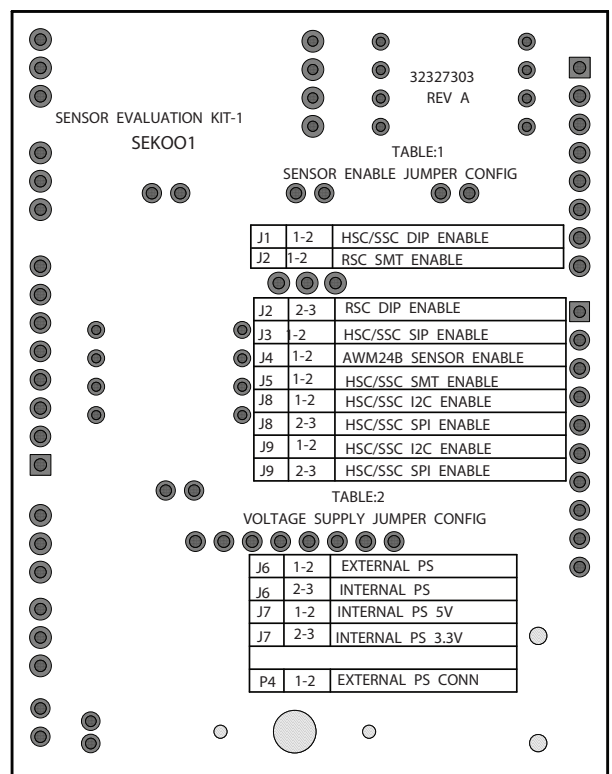 32327303
REV A
SENSOR EVALUATION KIT-1
SEKOO1
TABLE:1
SENSOR ENABLE JUMPER CONFIG
J1 1-2 HSC/SSC DIP ENABLE
J2 1-2 RSC SMT ENABLE
J2 2-3 RSC DIP ENABLE
J3 1-2 HSC/SSC SIP ENABLE
J4 1-2 AWM24B SENSOR ENABLE
J5 1-2 HSC/SSC SMT ENABLE
J8 1-2 HSC/SSC I2C ENABLE
J8 2-3 HSC/SSC SPI ENABLE
J9 1-2 HSC/SSC I2C ENABLE
J9 2-3 HSC/SSC SPI ENABLE
TABLE:2
VOLTAGE SUPPLY JUMPER CONFIG
J6 1-2 EXTERNAL PS
J6 2-3 INTERNAL PS
J7 1-2 INTERNAL PS 5V
J7 2-3 INTERNAL PS 3.3V
P4 1-2 EXTERNAL PS CONN